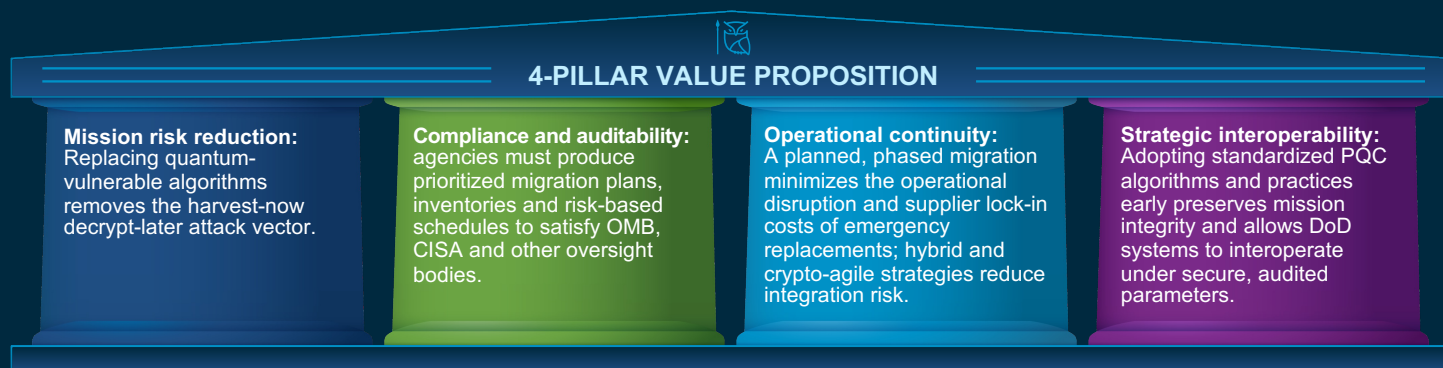 4-PILLAR VALUE PROPOSITION
Mission risk reduction:
Replacing quantum-
vulnerable algorithms
removes the harvest-now
decrypt-later attack vector.
Compliance and auditability:
agencies must produce
prioritized migration plans,
inventories and risk-based
schedules to satisfy OMB,
CISA and other oversight
bodies.
Operational continuity:
A planned, phased migration
minimizes the operational
disruption and supplier lock-in
costs of emergency
replacements; hybrid and
crypto-agile strategies reduce
integration risk.
Strategic interoperability:
Adopting standardized PQC
algorithms and practices
early preserves mission
integrity and allows DoD
systems to interoperate
under secure, audited
parameters.